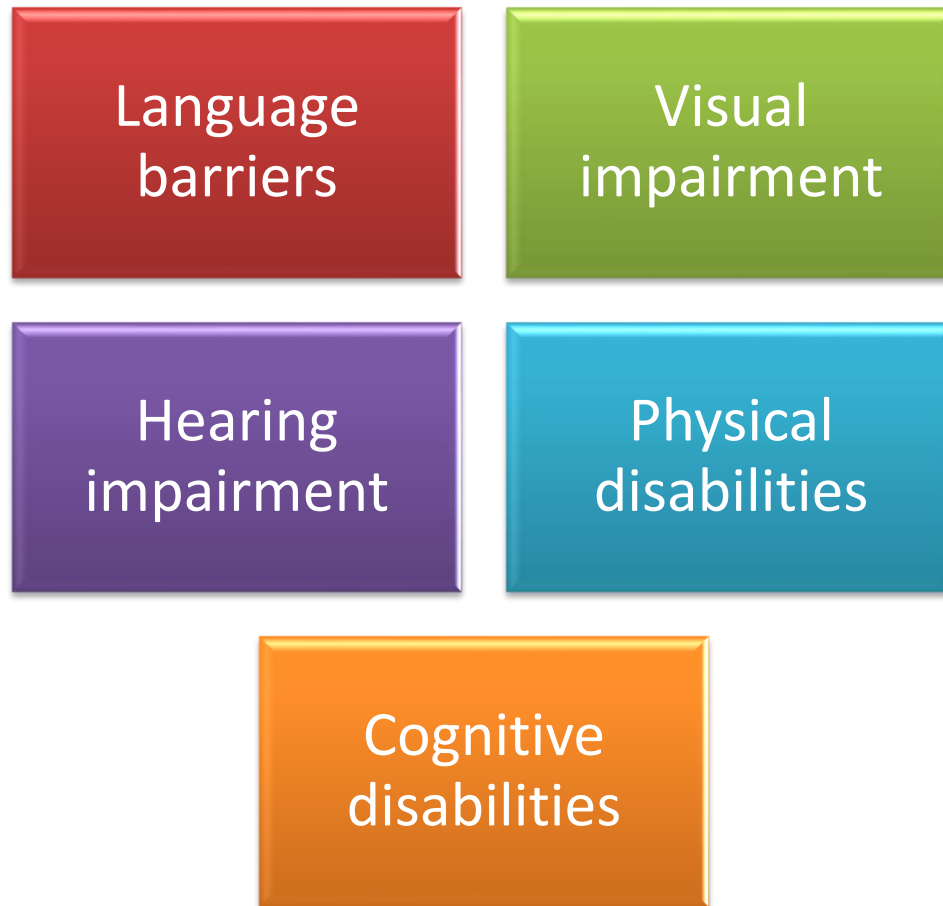 Language
barriers
Visual
impairment
Hearing
impairment
Physical
disabilities
Cognitive
disabilities